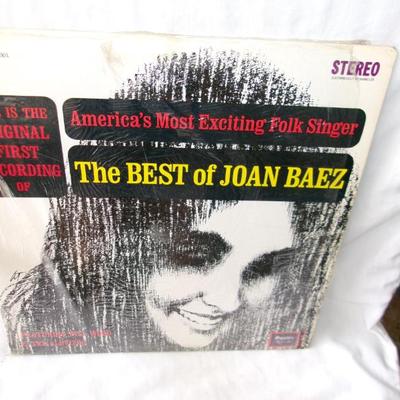 STEREO
IS THE
ORIGINAL
FIRST
RECORDING
OF
America's Most Exciting Folk Singer
The BEST of JOAN BAEZ